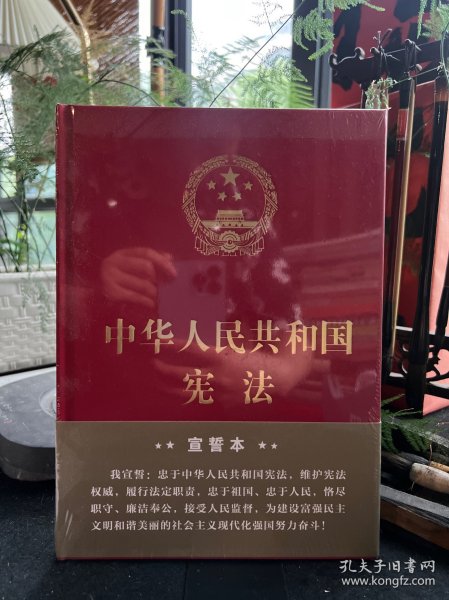 中华人民共和国
宪法
★★ 宣誓本 ★★
我宣誓：忠于中华人民共和国宪法，维护宪法
权威，履行法定职责，忠于祖国、忠于人民，恪尽
职守、廉洁奉公，接受人民监督，为建设富强民主
文明和谐美丽的社会主义现代化强国努力奋斗！
孔夫子旧书网
www.kongfz.com